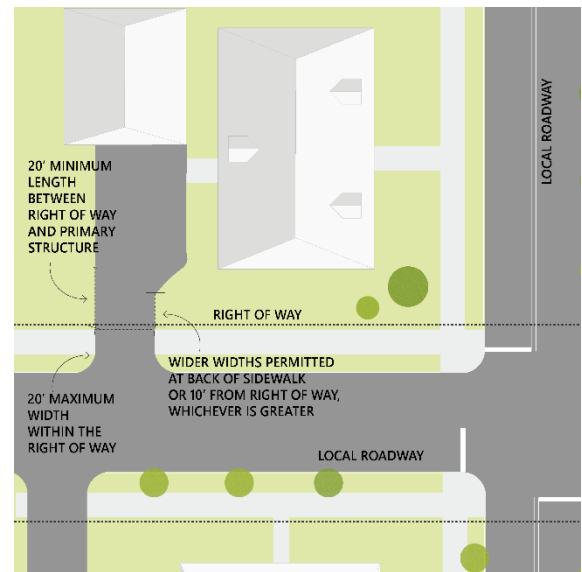 LOCAL ROADWAY
20' MINIMUM
LENGTH
BETWEEN
RIGHT OF WAY
AND PRIMARY
STRUCTURE
RIGHT OF WAY
WIDER WIDTHS PERMITTED
AT BACK OF SIDEWALK
OR 10' FROM RIGHT OF WAY,
WHICHEVER IS GREATER
20' MAXIMUM
WIDTH
WITHIN THE
RIGHT OF WAY
LOCAL ROADWAY